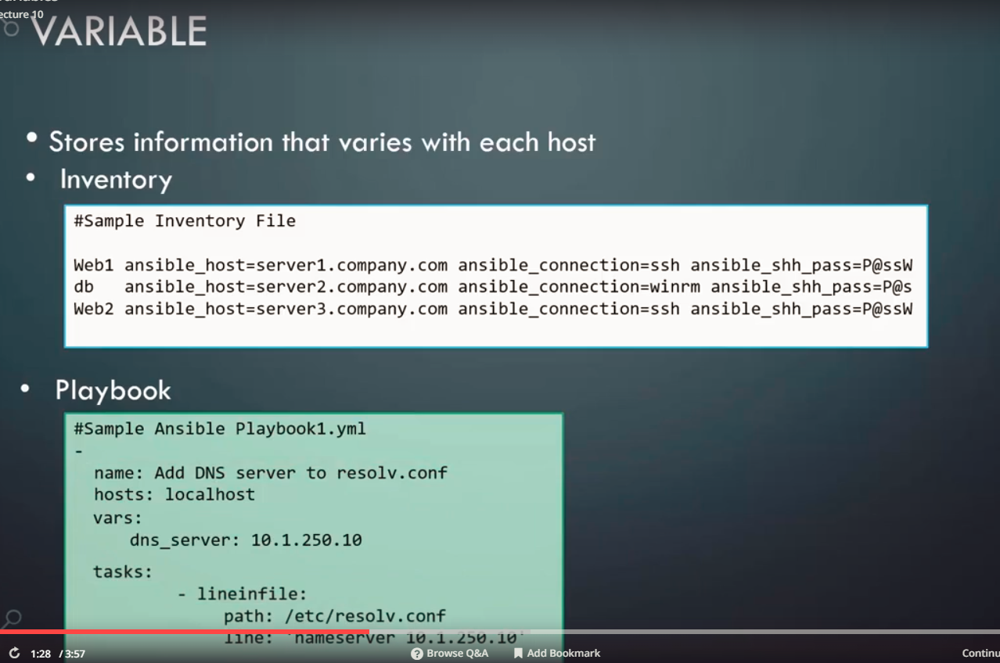 ecture 10
VARIABLE
• Stores information that varies with each host
• Inventory
#Sample Inventory File
Web1 ansible_host=server1.company.com ansible_connection=ssh ansible_shh_pass=P@ssW
db   ansible_host=server2.company.com ansible_connection=winrm ansible_shh_pass=P@s
Web2 ansible_host=server3.company.com ansible_connection=ssh ansible_shh_pass=P@ssW
• Playbook
#Sample Ansible Playbook1.yml
-
name: Add DNS server to resolv.conf
hosts: localhost
vars:
dns_server: 10.1.250.10
tasks:
- lineinfile:
path: /etc/resolv.conf
line: 'nameserver 10.1.250.10'
1:28 / 3:57 Browse Q&A Add Bookmark Continu